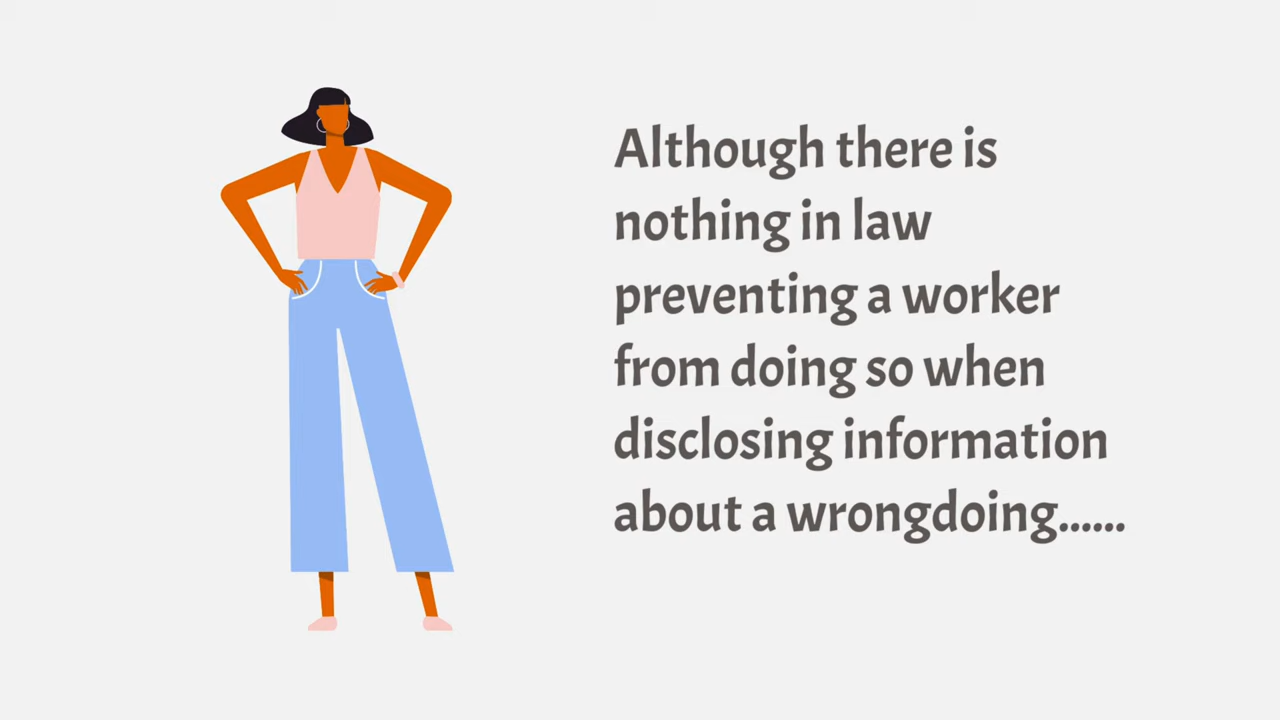 Although there is
nothing in law
preventing a worker
from doing so when
disclosing information
about a wrongdoing......